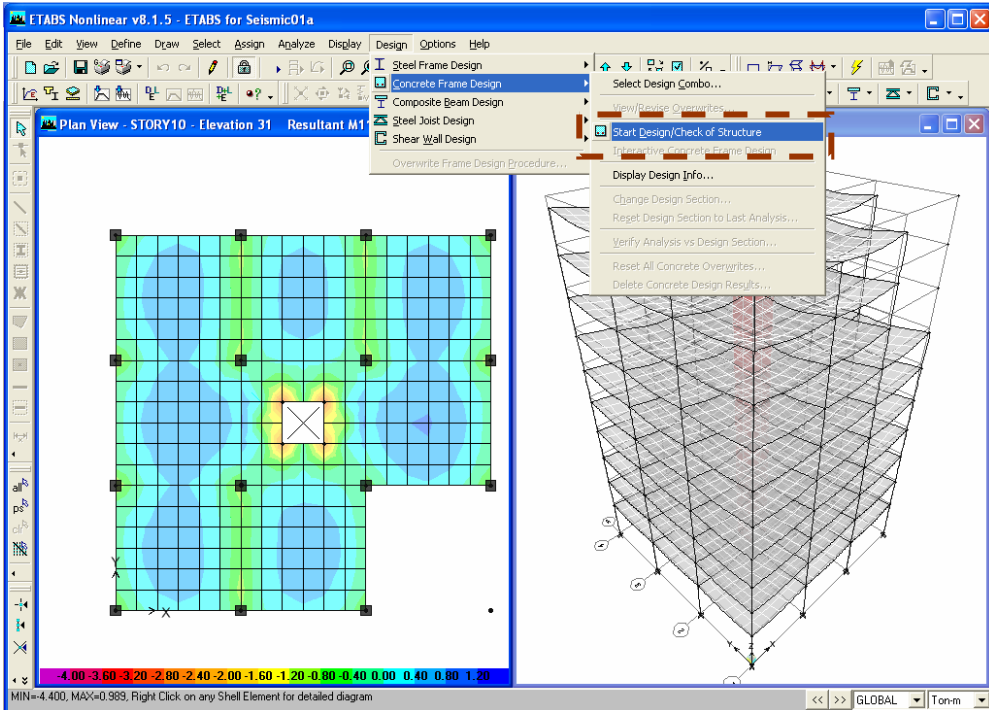 ETABS Nonlinear v8.1.5 - ETABS for Seismic01a
File Edit View Define Draw Select Assign Analyze Display Design Options Help
Steel Frame Design
Concrete Frame Design
Composite Beam Design
Steel Joist Design
Shear Wall Design
Overwrite Frame Design Procedure...
Select Design Combo...
View/Revise Overwrites...
Start Design/Check of Structure
Interactive Concrete Frame Design
Display Design Info...
Change Design Section...
Reset Design Section to Last Analysis...
Verify Analysis vs Design Section...
Reset All Concrete Overwrites...
Delete Concrete Design Results...
Plan View - STORY10 - Elevation 31 Resultant M1
all
ps
clr
Y
X
Y
Z
X
-4.00 -3.60 -3.20 -2.80 -2.40 -2.00 -1.60 -1.20 -0.80 -0.40 0.00 0.40 0.80 1.20
MIN=-4.400, MAX=0.989, Right Click on any Shell Element for detailed diagram
<< >> GLOBAL Ton-m